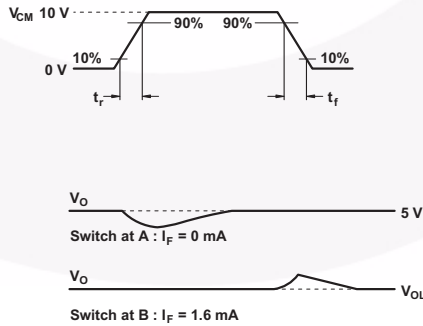 V_CM 10 V
90% 90%
10% 10%
0 V
t_r t_f
V_O
5 V
Switch at A : I_F = 0 mA
V_O
V_OL
Switch at B : I_F = 1.6 mA